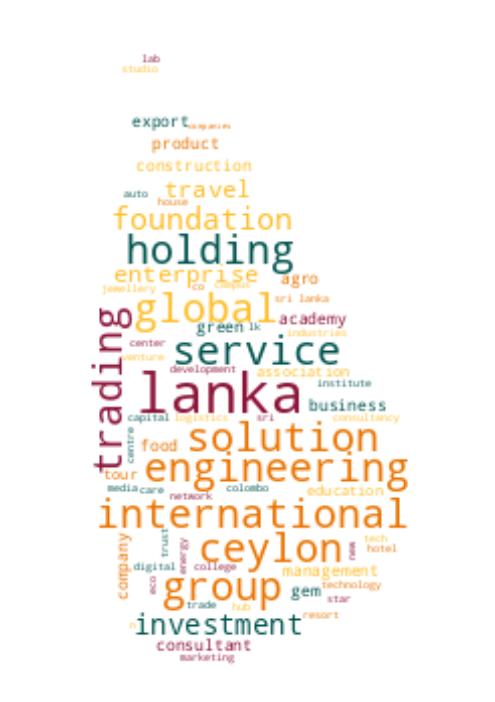 lab
studio
export companies
product
construction
auto travel
house
foundation
holding
enterprise agro
jewellery co campus
sri lanka
global
academy
green lk
industries
trading
center service
venture
development association
institute
lanka business
capital logistics sri consultancy
centre food solution
tour engineering
media care network colombo education
international
company trust energy ceylon new tech
hotel
eco digital college management
group gem technology
trade hub star
n investment resort
consultant
marketing